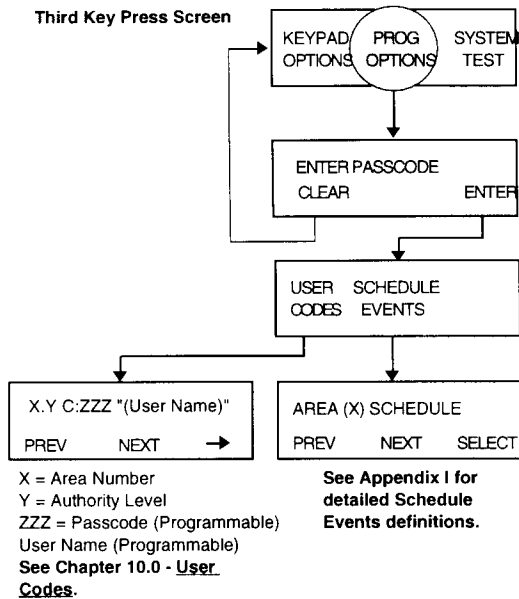 Third Key Press Screen
KEYPAD PROG SYSTEM
OPTIONS OPTIONS TEST
ENTER PASSCODE
CLEAR ENTER
USER SCHEDULE
CODES EVENTS
X.Y C:ZZZ "(User Name)"
PREV NEXT →
AREA (X) SCHEDULE
PREV NEXT SELECT
X = Area Number
Y = Authority Level
ZZZ = Passcode (Programmable)
User Name (Programmable)
See Chapter 10.0 - User
Codes.
See Appendix I for
detailed Schedule
Events definitions.